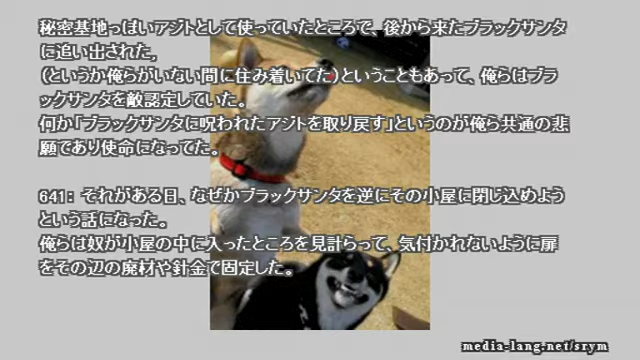 秘密基地っぽいアジトとして使っていたところで、後から来たブラックサンタ
に追い出された,
（というか俺らがいない間に住み着いてた）ということもあって、俺らはブラ
ックサンタを敵認定していた。
何か「ブラックサンタに呪われたアジトを取り戻す」というのが俺ら共通の悲
願であり使命になってた。
641： それがある日、なぜかブラックサンタを逆にその小屋に閉じ込めよう
という話になった。
俺らは奴が小屋の中に入ったところを見計らって、気付かれないように扉
をその辺の廃材や針金で固定した。
media-lang.net/srym